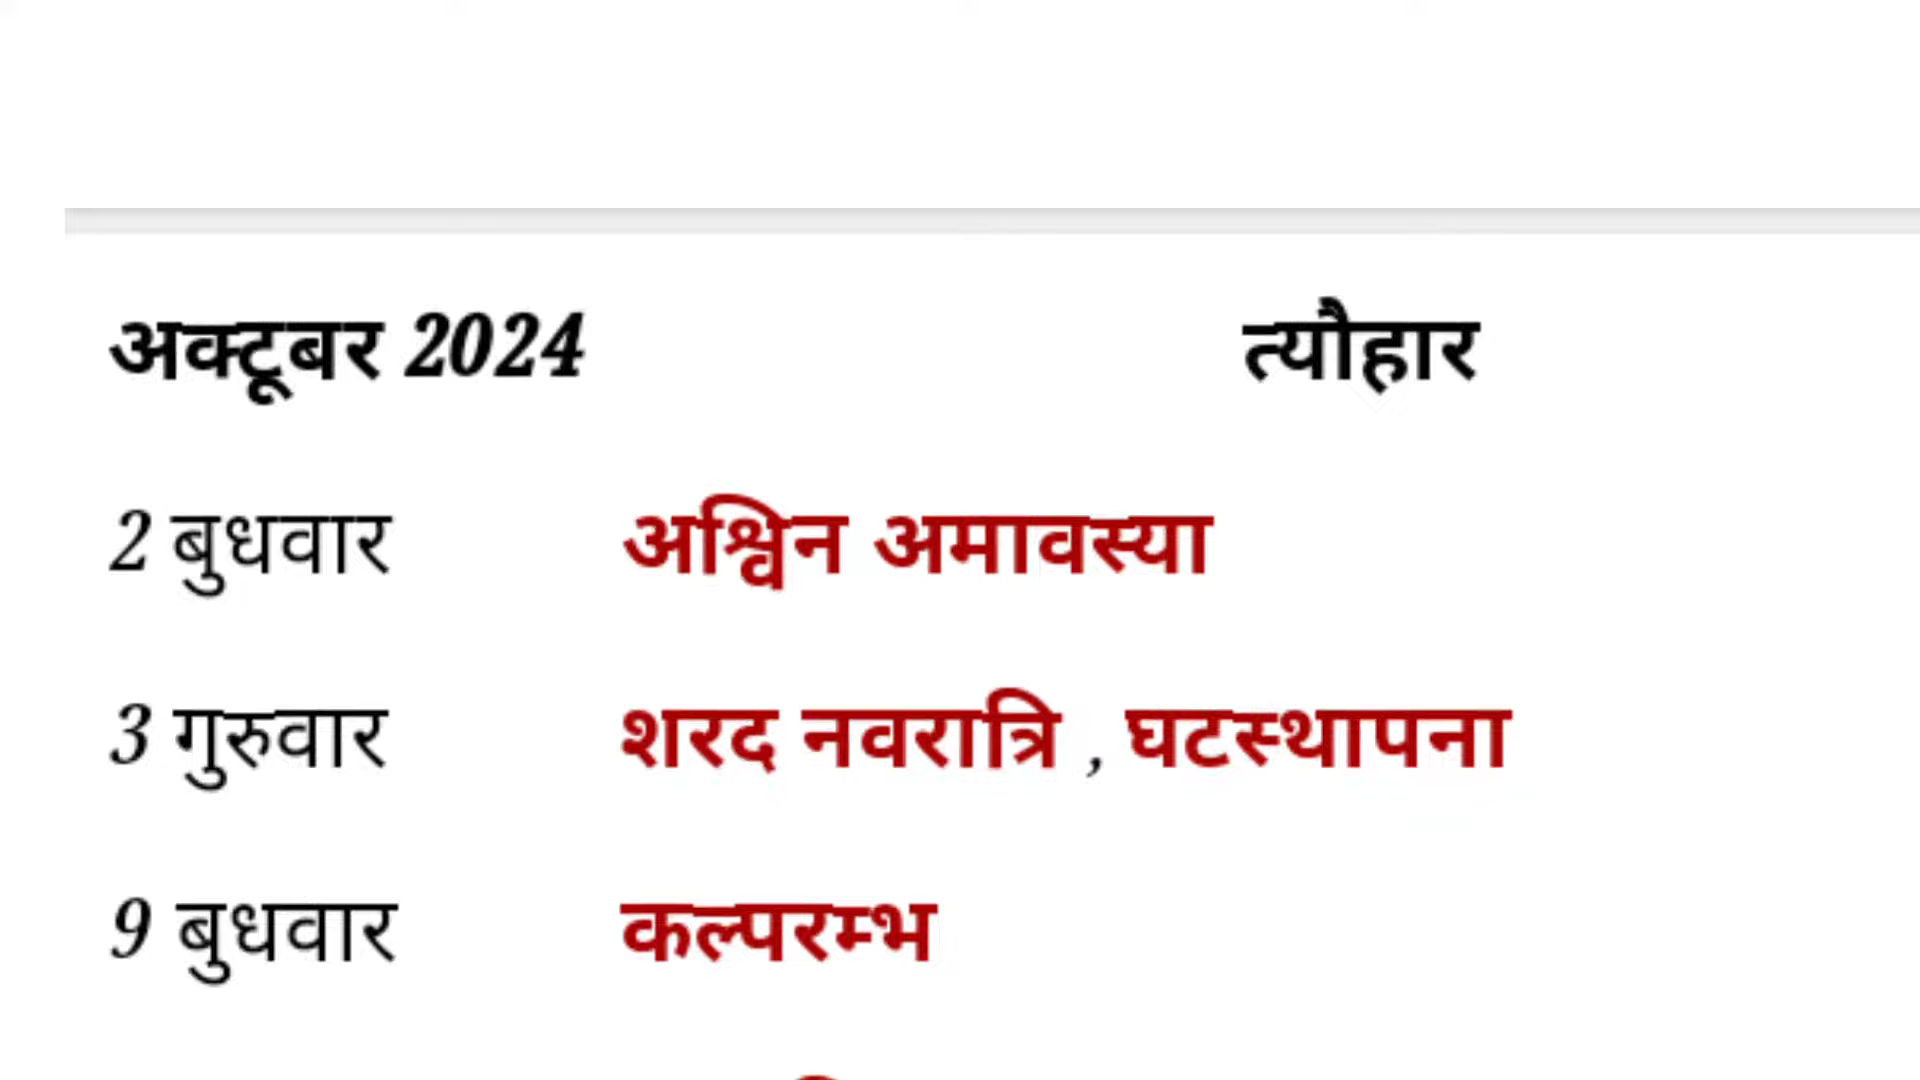 अक्टूबर 2024 त्यौहार
2 बुधवार अश्विन अमावस्या
3 गुरुवार शरद नवरात्रि , घटस्थापना
9 बुधवार कल्परम्भ